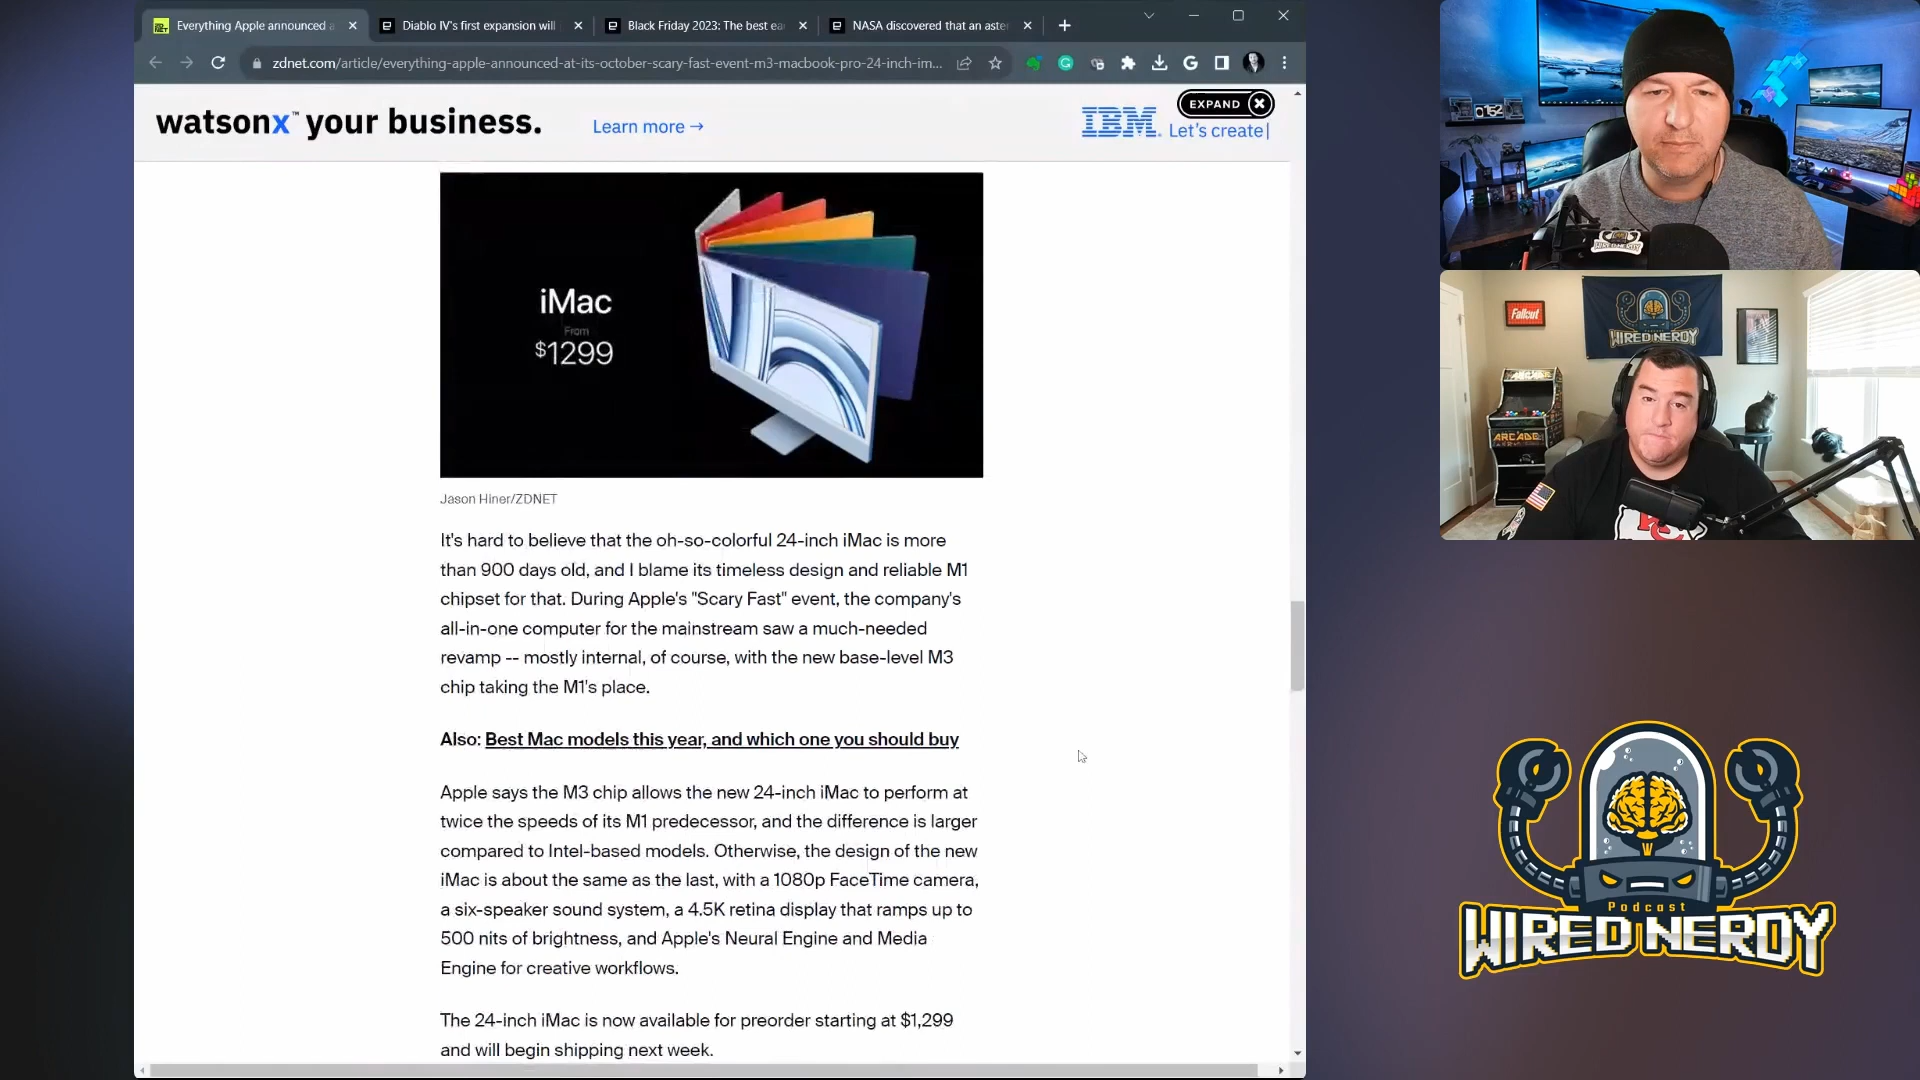 Everything Apple announced a
Diablo IV's first expansion will
Black Friday 2023: The best ea
NASA discovered that an aste
zdnet.com/article/everything-apple-announced-at-its-october-scary-fast-event-m3-macbook-pro-24-inch-im...
watsonx™ your business.
Learn more →
EXPAND
IBM. Let's create|
iMac
From
$1299
Jason Hiner/ZDNET
It's hard to believe that the oh-so-colorful 24-inch iMac is more
than 900 days old, and I blame its timeless design and reliable M1
chipset for that. During Apple's "Scary Fast" event, the company's
all-in-one computer for the mainstream saw a much-needed
revamp -- mostly internal, of course, with the new base-level M3
chip taking the M1's place.
Also: Best Mac models this year, and which one you should buy
Apple says the M3 chip allows the new 24-inch iMac to perform at
twice the speeds of its M1 predecessor, and the difference is larger
compared to Intel-based models. Otherwise, the design of the new
iMac is about the same as the last, with a 1080p FaceTime camera,
a six-speaker sound system, a 4.5K retina display that ramps up to
500 nits of brightness, and Apple's Neural Engine and Media
Engine for creative workflows.
The 24-inch iMac is now available for preorder starting at $1,299
and will begin shipping next week.
WIRED NERDY
Fallout
WIRED NERDY
ARCADE
ARCADE
KC
Podcast
WIRED NERDY